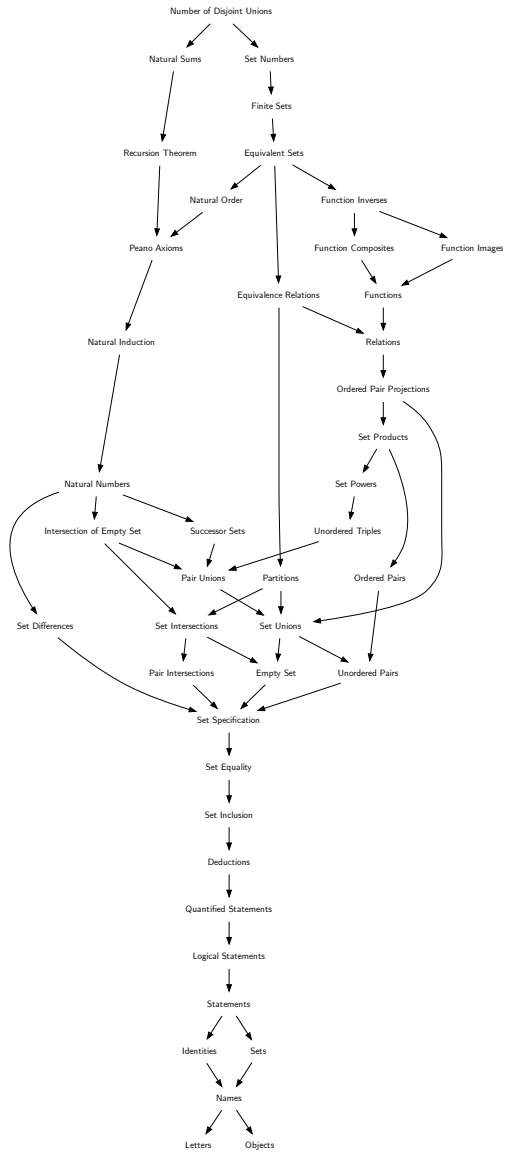 Number of Disjoint Unions
Natural Sums
Set Numbers
Finite Sets
Recursion Theorem
Equivalent Sets
Natural Order
Function Inverses
Peano Axioms
Function Composites
Function Images
Equivalence Relations
Functions
Natural Induction
Relations
Ordered Pair Projections
Set Products
Natural Numbers
Set Powers
Intersection of Empty Set
Successor Sets
Unordered Triples
Pair Unions
Partitions
Ordered Pairs
Set Differences
Set Intersections
Set Unions
Pair Intersections
Empty Set
Unordered Pairs
Set Specification
Set Equality
Set Inclusion
Deductions
Quantified Statements
Logical Statements
Statements
Identities
Sets
Names
Letters
Objects